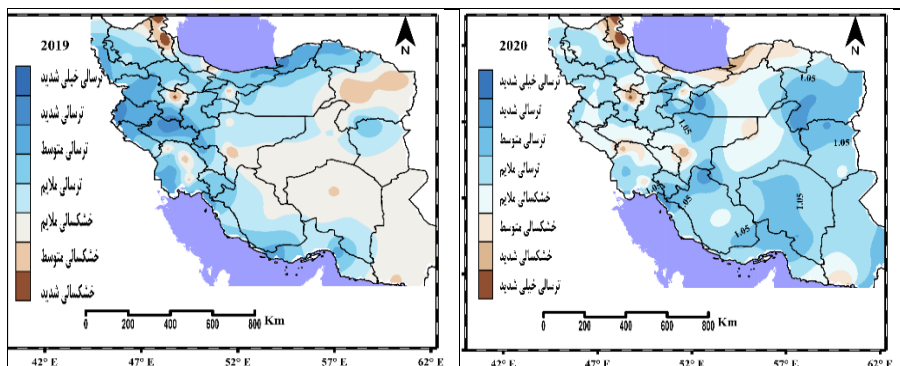 2019
N
ترسالی خیلی شدید
ترسالی شدید
ترسالی متوسط
ترسالی ملایم
خشکسالی ملایم
خشکسالی متوسط
خشکسالی شدید
0 200 400 600 800 Km
42° E 47° E 52° E 57° E 62° E
2020
N
ترسالی خیلی شدید
ترسالی شدید
ترسالی متوسط
ترسالی ملایم
خشکسالی ملایم
خشکسالی متوسط
خشکسالی شدید
ترسالی خیلی شدید
1.05
1.05
1.05
1.05
1.05
1.05
1.05
0 200 400 600 800 Km
42° E 47° E 52° E 57° E 62° E